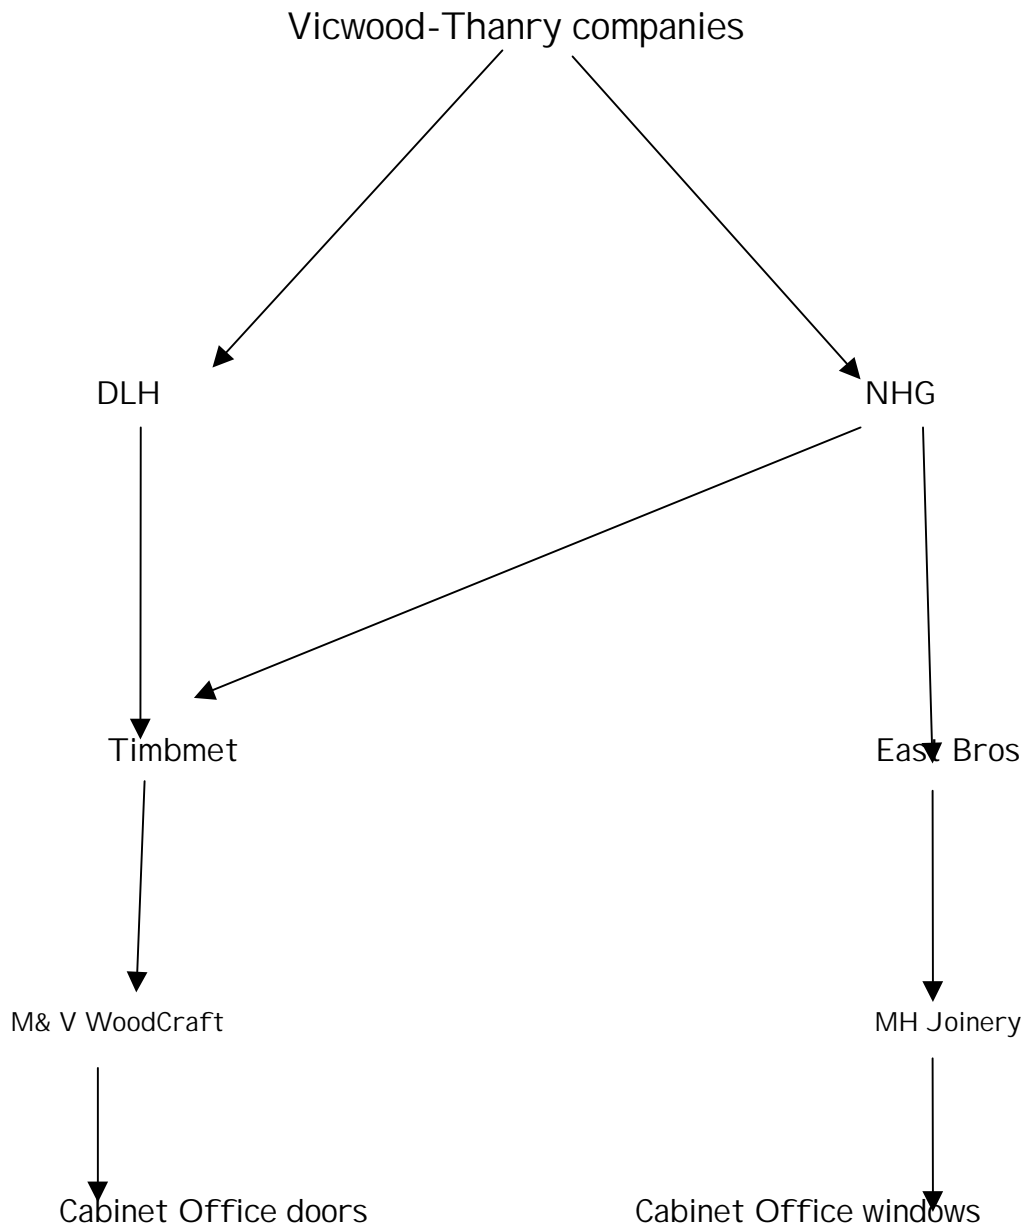 Vicwood-Thanry companies
DLH NHG
Timbmet East Bros
M& V WoodCraft MH Joinery
Cabinet Office doors Cabinet Office windows